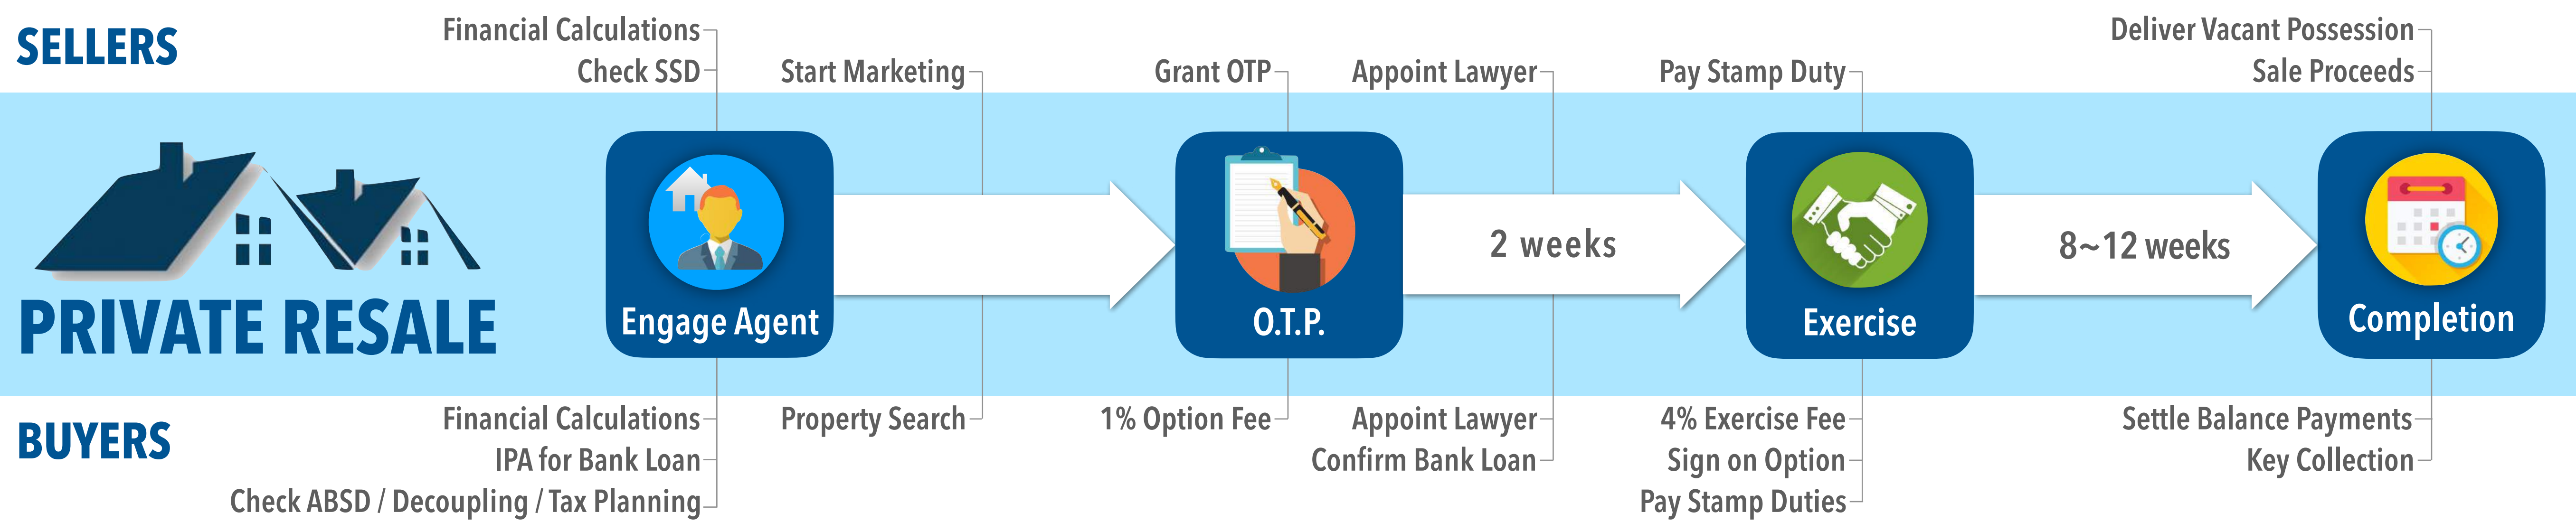 SELLERS
Financial Calculations
Check SSD
Start Marketing
Grant OTP
Appoint Lawyer
Pay Stamp Duty
Deliver Vacant Possession
Sale Proceeds
PRIVATE RESALE
Engage Agent
O.T.P.
2 weeks
Exercise
8~12 weeks
Completion
BUYERS
Financial Calculations
IPA for Bank Loan
Check ABSD / Decoupling / Tax Planning
Property Search
1% Option Fee
Appoint Lawyer
Confirm Bank Loan
4% Exercise Fee
Sign on Option
Pay Stamp Duties
Settle Balance Payments
Key Collection